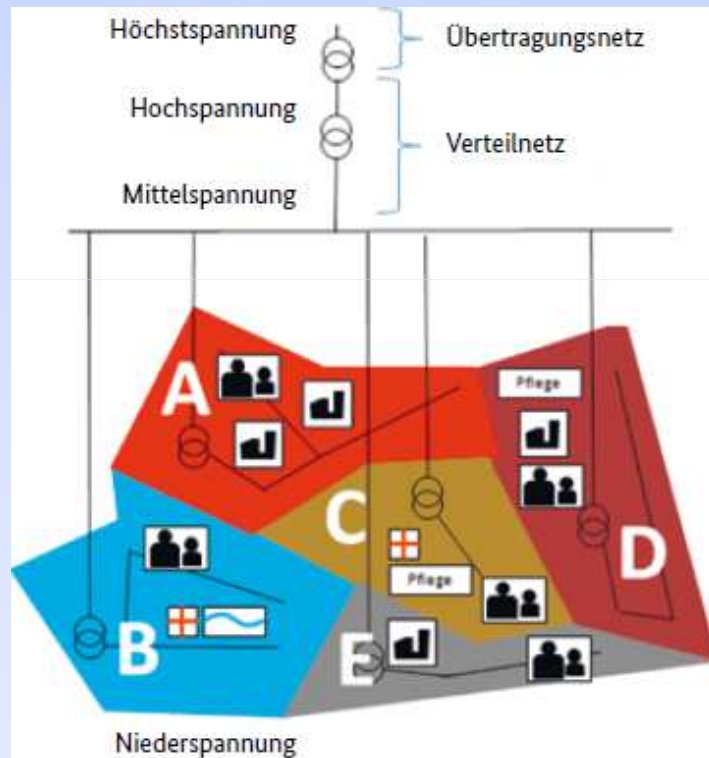 Höchstspannung
Übertragungsnetz
Hochspannung
Verteilnetz
Mittelspannung
A
Pflege
C
D
Pflege
B
E
Niederspannung